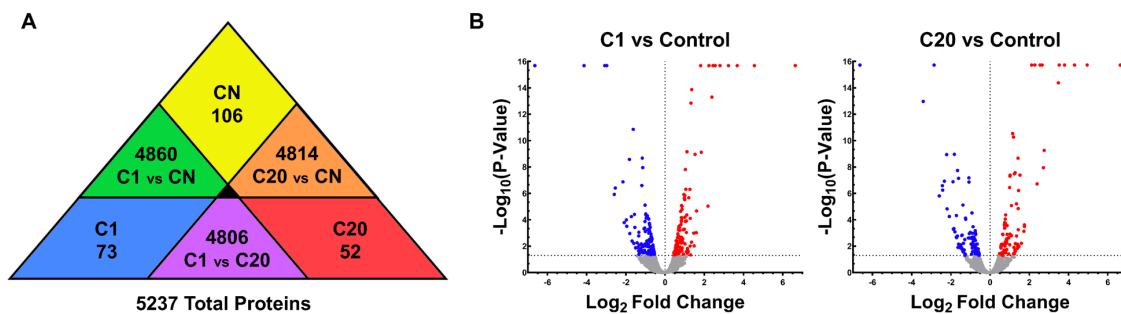 A
CN
106
4860
C1 vs CN
4814
C20 vs CN
C1
73
4806
C1 vs C20
C20
52
5237 Total Proteins
B
C1 vs Control
-Log10(P-Value)
16
14
12
10
8
6
4
2
0
-8 -6 -4 -2 0 2 4 6
Log2 Fold Change
C20 vs Control
-Log10(P-Value)
16
14
12
10
8
6
4
2
0
-8 -6 -4 -2 0 2 4 6
Log2 Fold Change